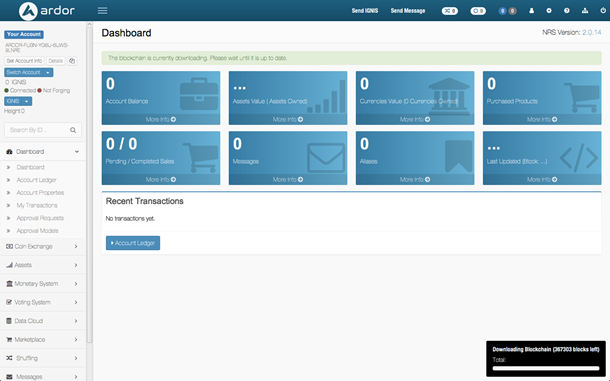 ardor
Send IGNIS
Send Message
0
0
0
0
Your Account
Set Account Info
Details
Switch Account
0 IGNIS
Connected
Not Forging
IGNIS
Height 0
Search By ID...
Dashboard
Dashboard
Account Ledger
Account Properties
My Transactions
Approval Requests
Approval Models
Coin Exchange
Assets
Monetary System
Voting System
Data Cloud
Marketplace
Shuffling
Messages
Dashboard
NRS Version: 2.0.14
The blockchain is currently downloading. Please wait until it is up to date.
0
Account Balance
More Info
...
Assets Value ( Assets Owned)
More Info
0
Currencies Value (0 Currencies Owned)
More Info
0
Purchased Products
More Info
0 / 0
Pending / Completed Sales
More Info
0
Messages
More Info
0
Aliases
More Info
...
Last Updated (Block: ...)
More Info
Recent Transactions
No transactions yet.
Account Ledger
Downloading Blockchain (367303 blocks left)
Total: